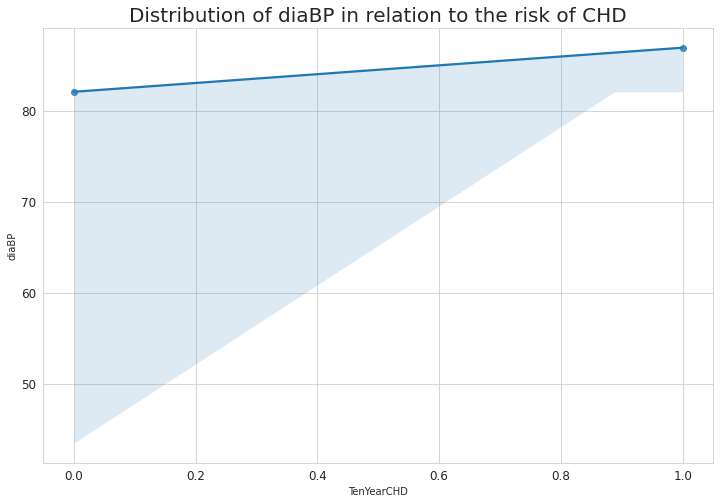 Distribution of diaBP in relation to the risk of CHD
80
70
60
50
diaBP
0.0 0.2 0.4 0.6 0.8 1.0
TenYearCHD